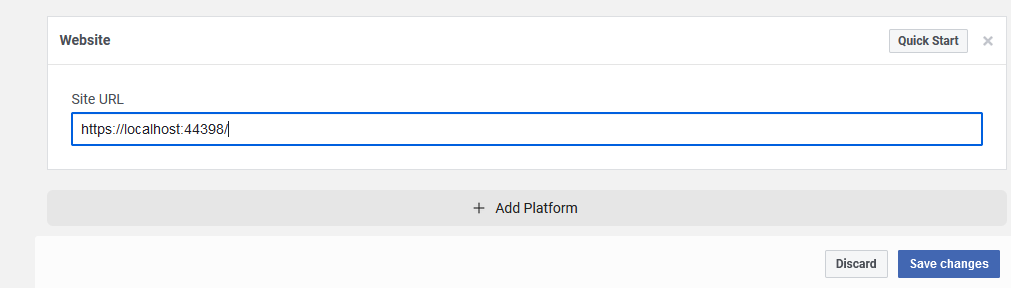 Website
Quick Start
×
Site URL
https://localhost:44398/
+ Add Platform
Discard
Save changes